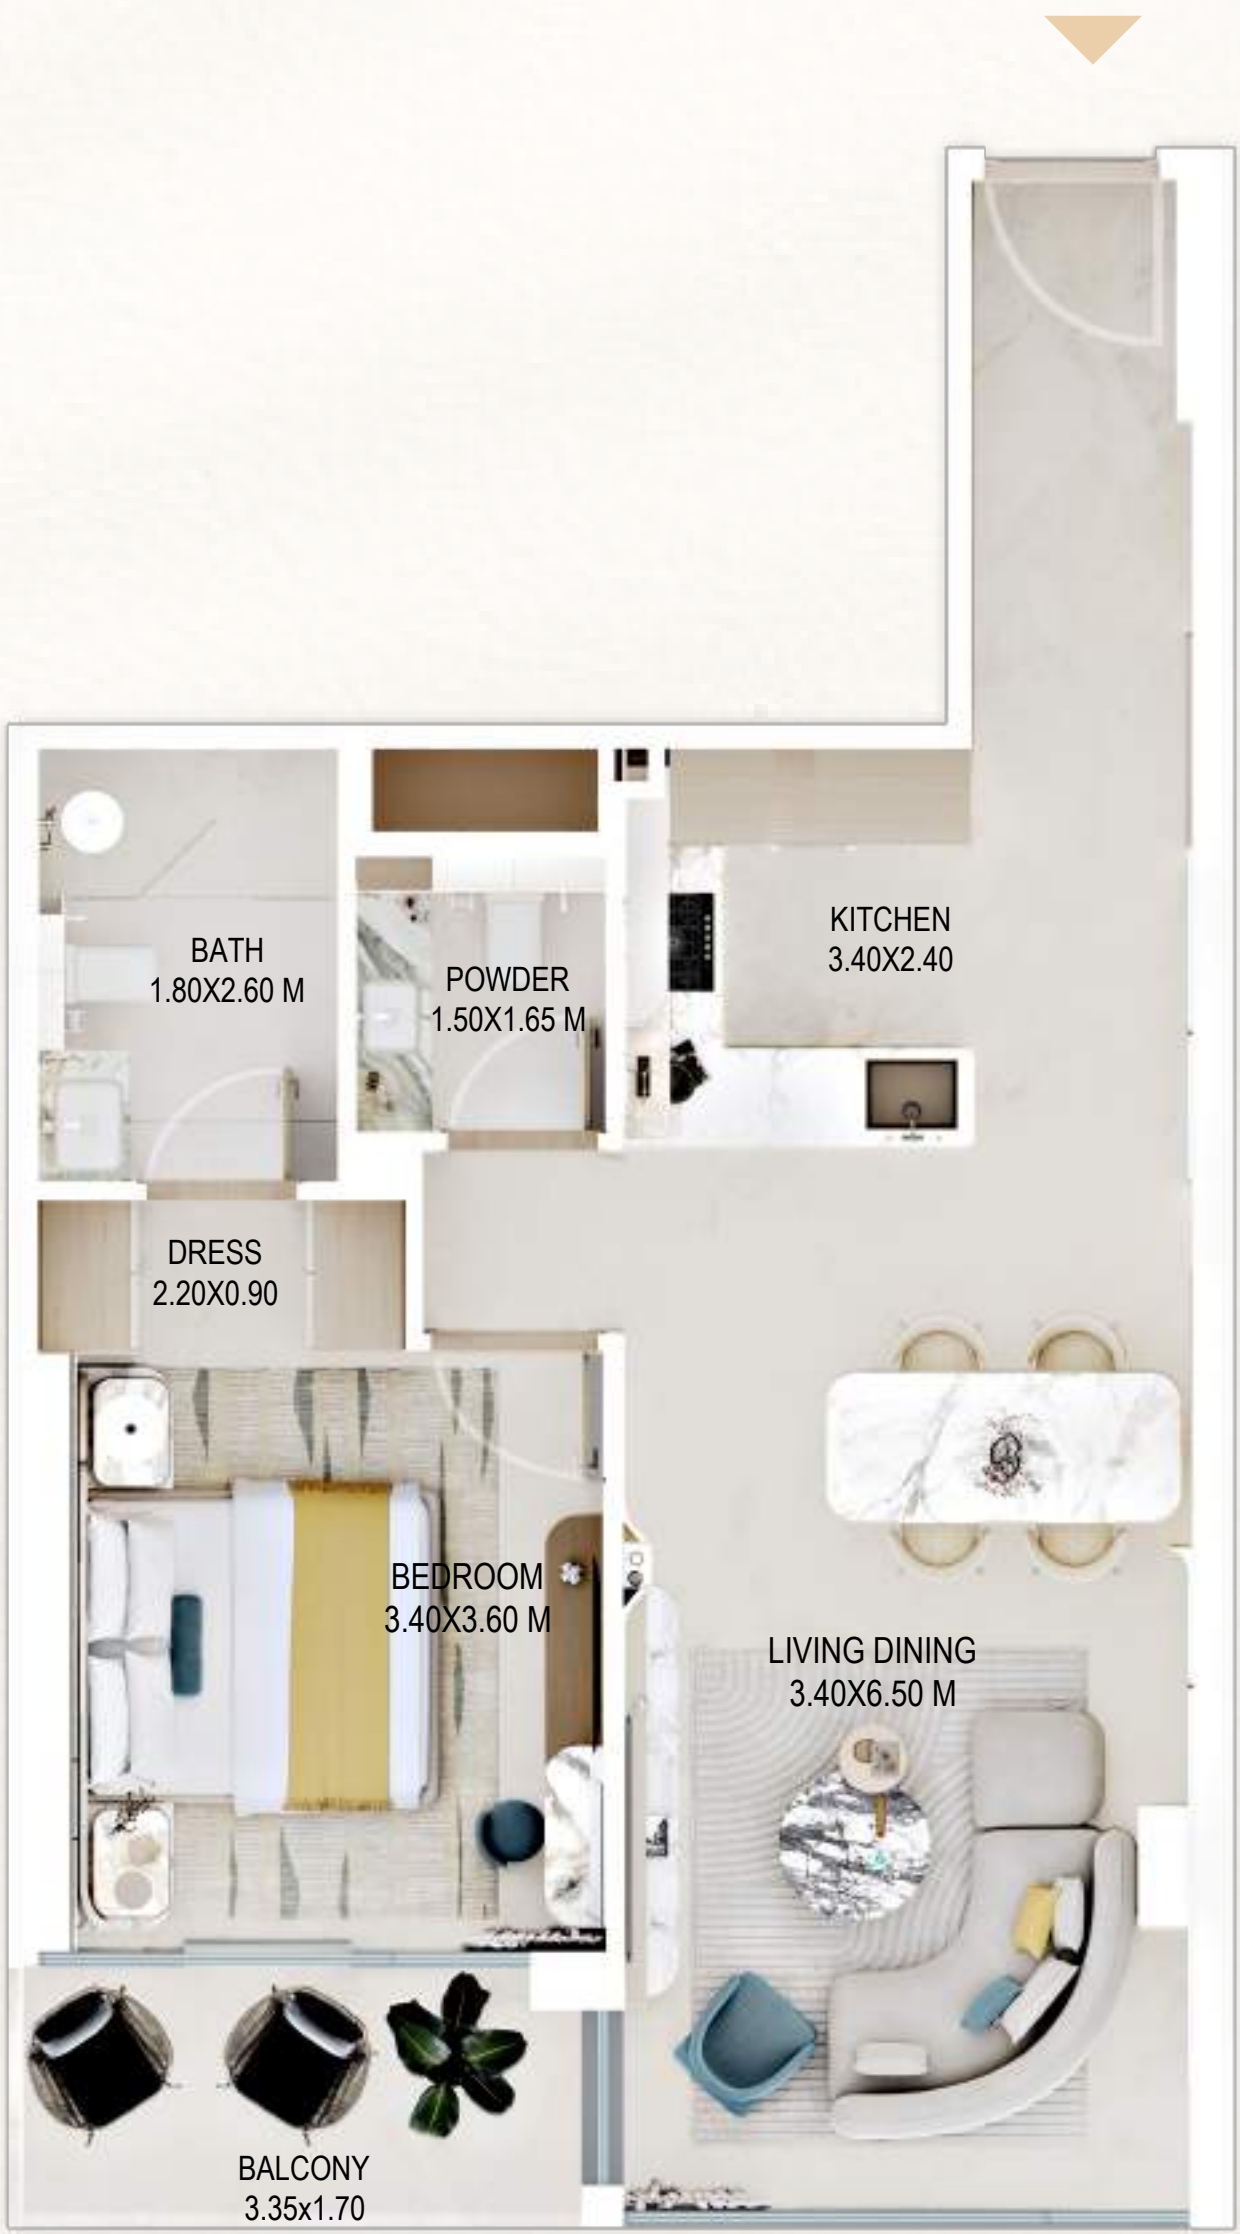 KITCHEN
3.40X2.40
BATH
1.80X2.60 M
POWDER
1.50X1.65 M
DRESS
2.20X0.90
BEDROOM
3.40X3.60 M
LIVING DINING
3.40X6.50 M
BALCONY
3.35x1.70